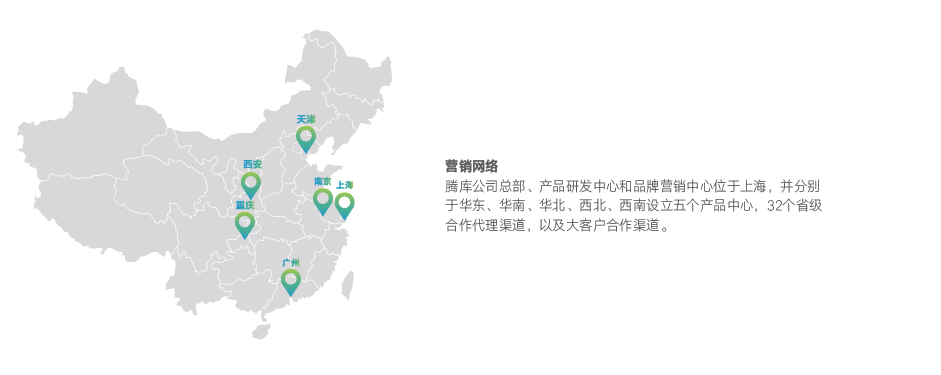 天津
西安
南京
上海
重庆
广州
营销网络
腾库公司总部、产品研发中心和品牌营销中心位于上海，并分别
于华东、华南、华北、西北、西南设立五个产品中心，32个省级
合作代理渠道，以及大客户合作渠道。